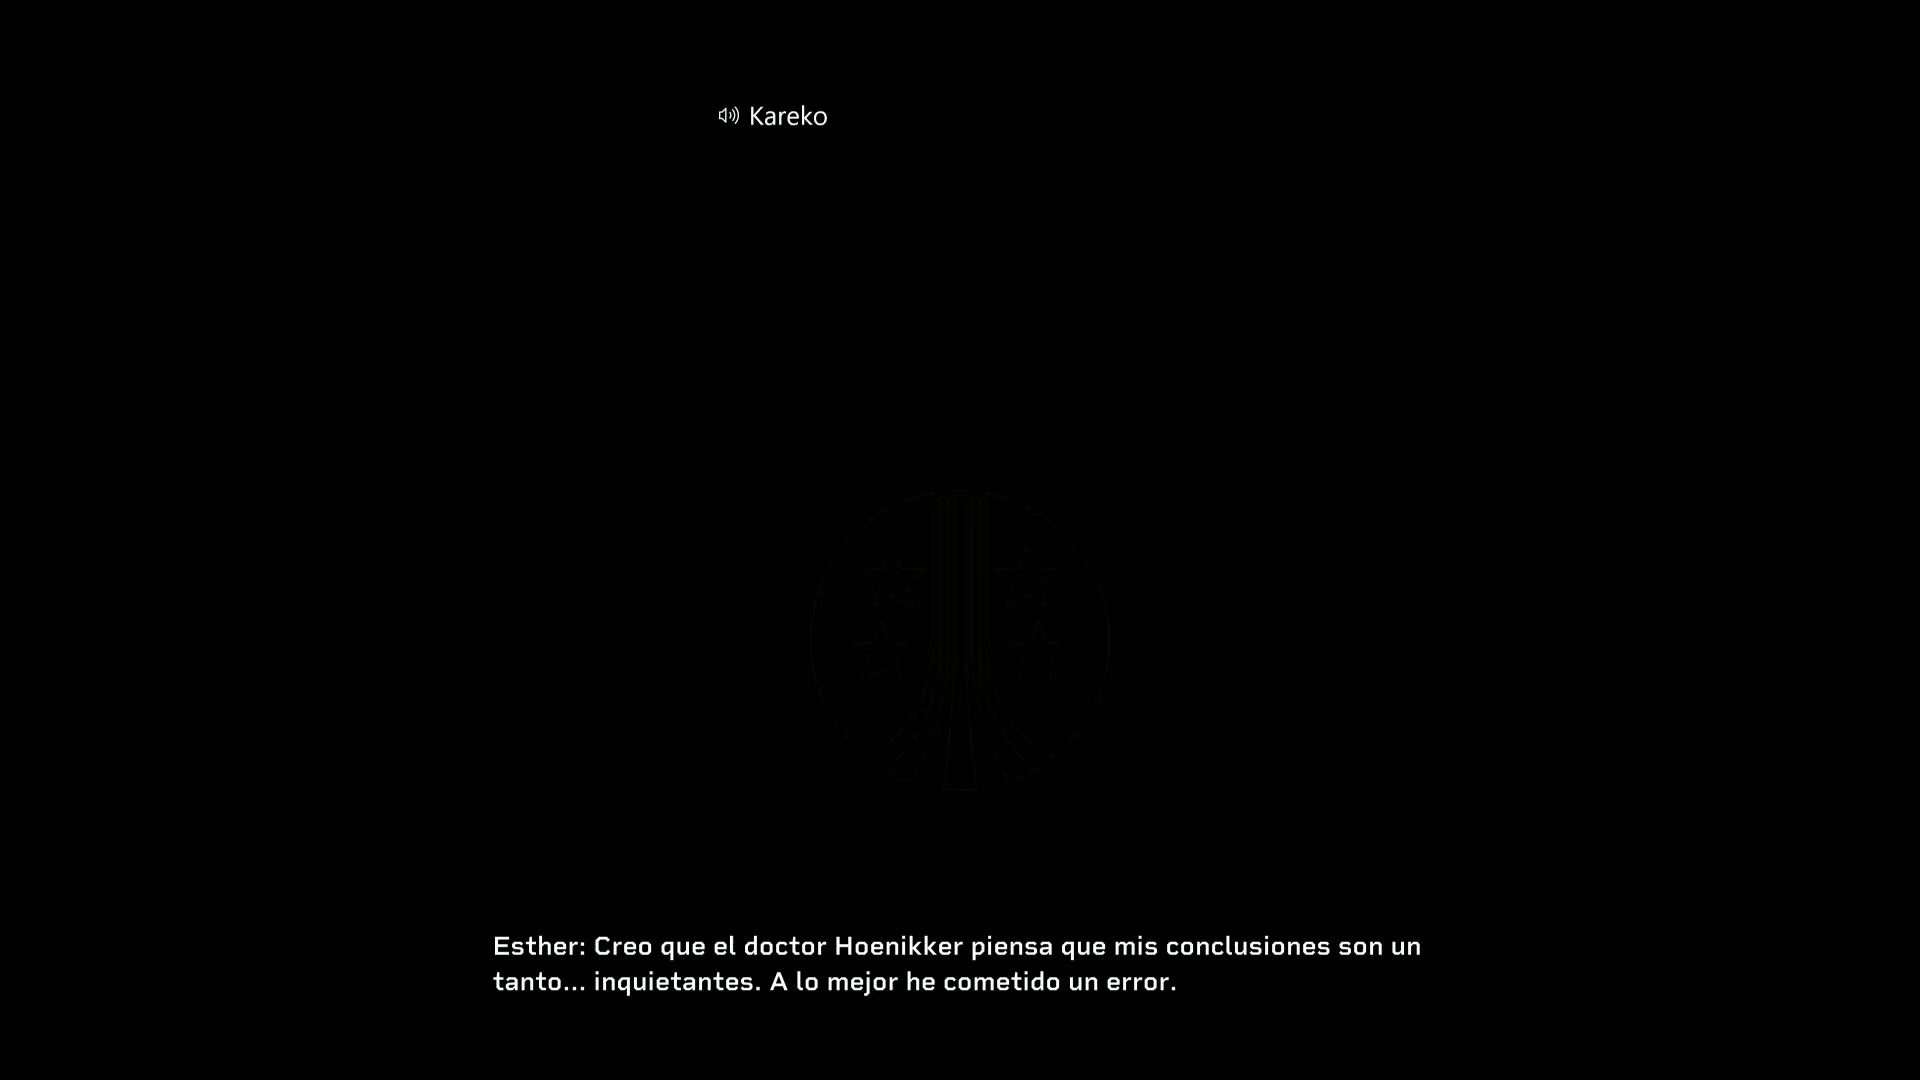 Kareko
Esther: Creo que el doctor Hoenikker piensa que mis conclusiones son un
tanto... inquietantes. A lo mejor he cometido un error.